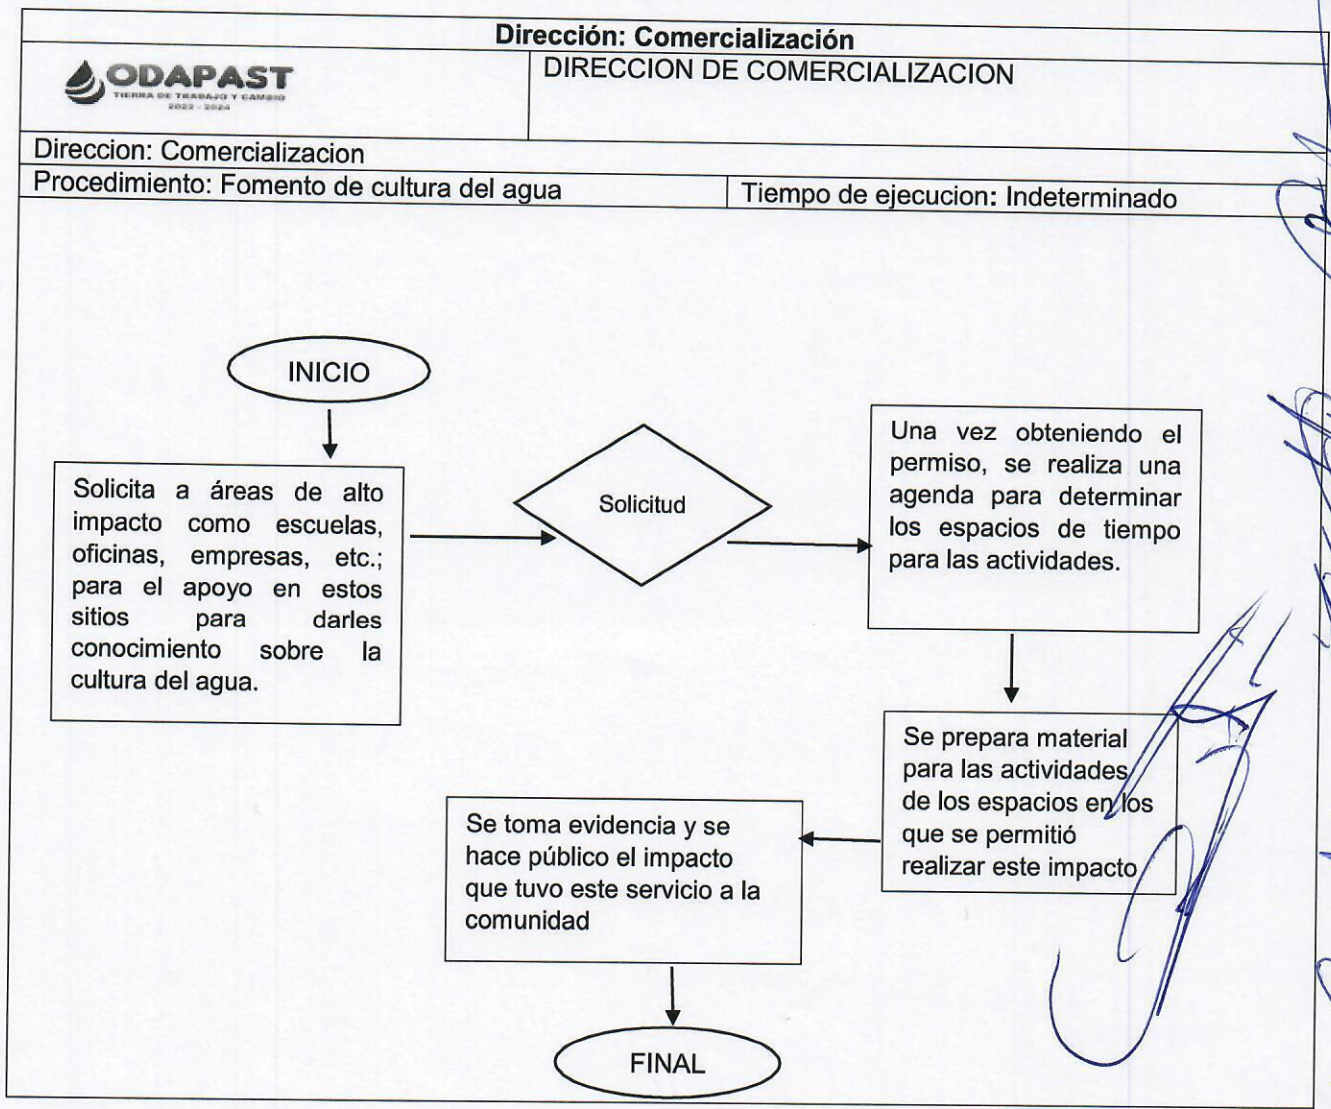 Dirección: Comercialización
ODAPAST
TIERRA DE TRABAJO Y CAMBIO
2022 - 2024
DIRECCION DE COMERCIALIZACION
Direccion: Comercializacion
Procedimiento: Fomento de cultura del agua
Tiempo de ejecucion: Indeterminado
INICIO
Solicita a áreas de alto
impacto como escuelas,
oficinas, empresas, etc.;
para el apoyo en estos
sitios para darles
conocimiento sobre la
cultura del agua.
Solicitud
Una vez obteniendo el
permiso, se realiza una
agenda para determinar
los espacios de tiempo
para las actividades.
Se prepara material
para las actividades
de los espacios en los
que se permitió
realizar este impacto
Se toma evidencia y se
hace público el impacto
que tuvo este servicio a la
comunidad
FINAL